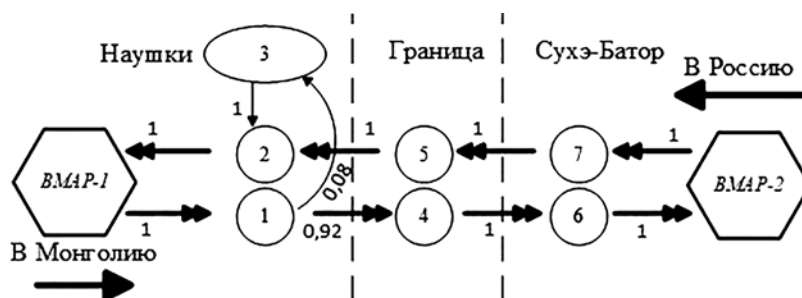 Наушки
3
Граница
Сухэ-Батор
В Россию
1
1
1
1
1
2
5
7
ВМАР-1
ВМАР-2
0,08
1
4
6
1
0,92
1
1
В Монголию